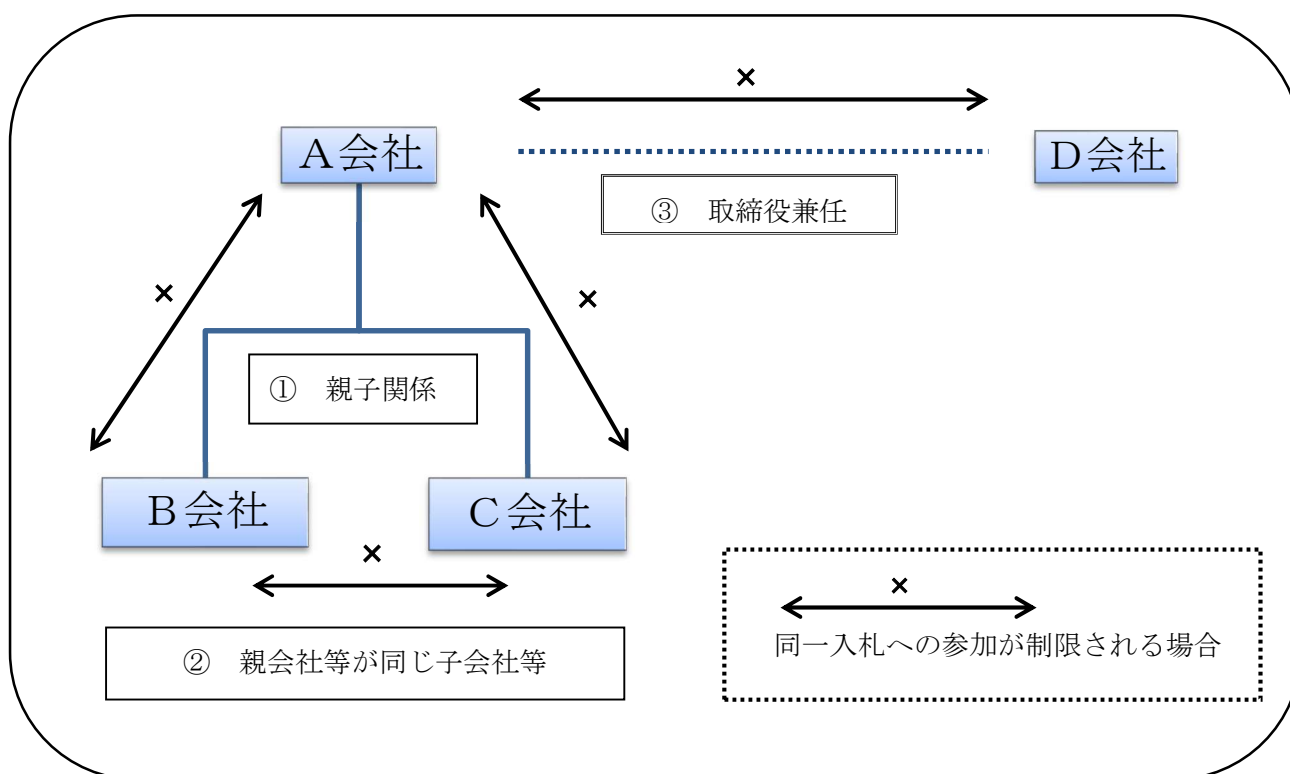 ×
Ａ会社
Ｄ会社
③　取締役兼任
×
×
①　親子関係
Ｂ会社
Ｃ会社
×
②　親会社等が同じ子会社等
×
同一入札への参加が制限される場合